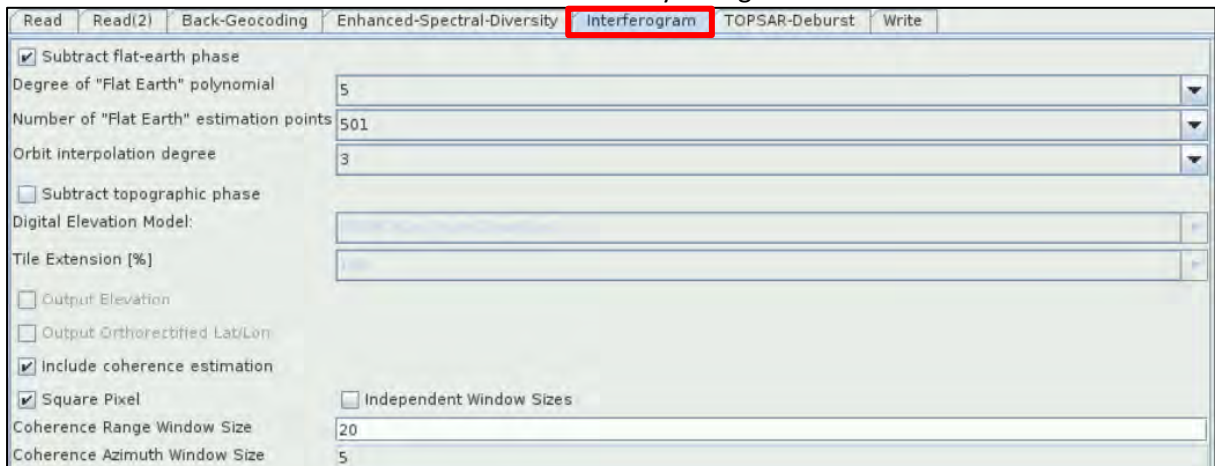 Read Read(2) Back-Geocoding Enhanced-Spectral-Diversity Interferogram TOPSAR-Deburst Write
Subtract flat-earth phase
Degree of "Flat Earth" polynomial 5
Number of "Flat Earth" estimation points 501
Orbit interpolation degree 3
Subtract topographic phase
Digital Elevation Model:
Tile Extension [%]
Output Elevation
Output Orthorectified Lat/Lon
Include coherence estimation
Square Pixel Independent Window Sizes
Coherence Range Window Size 20
Coherence Azimuth Window Size 5